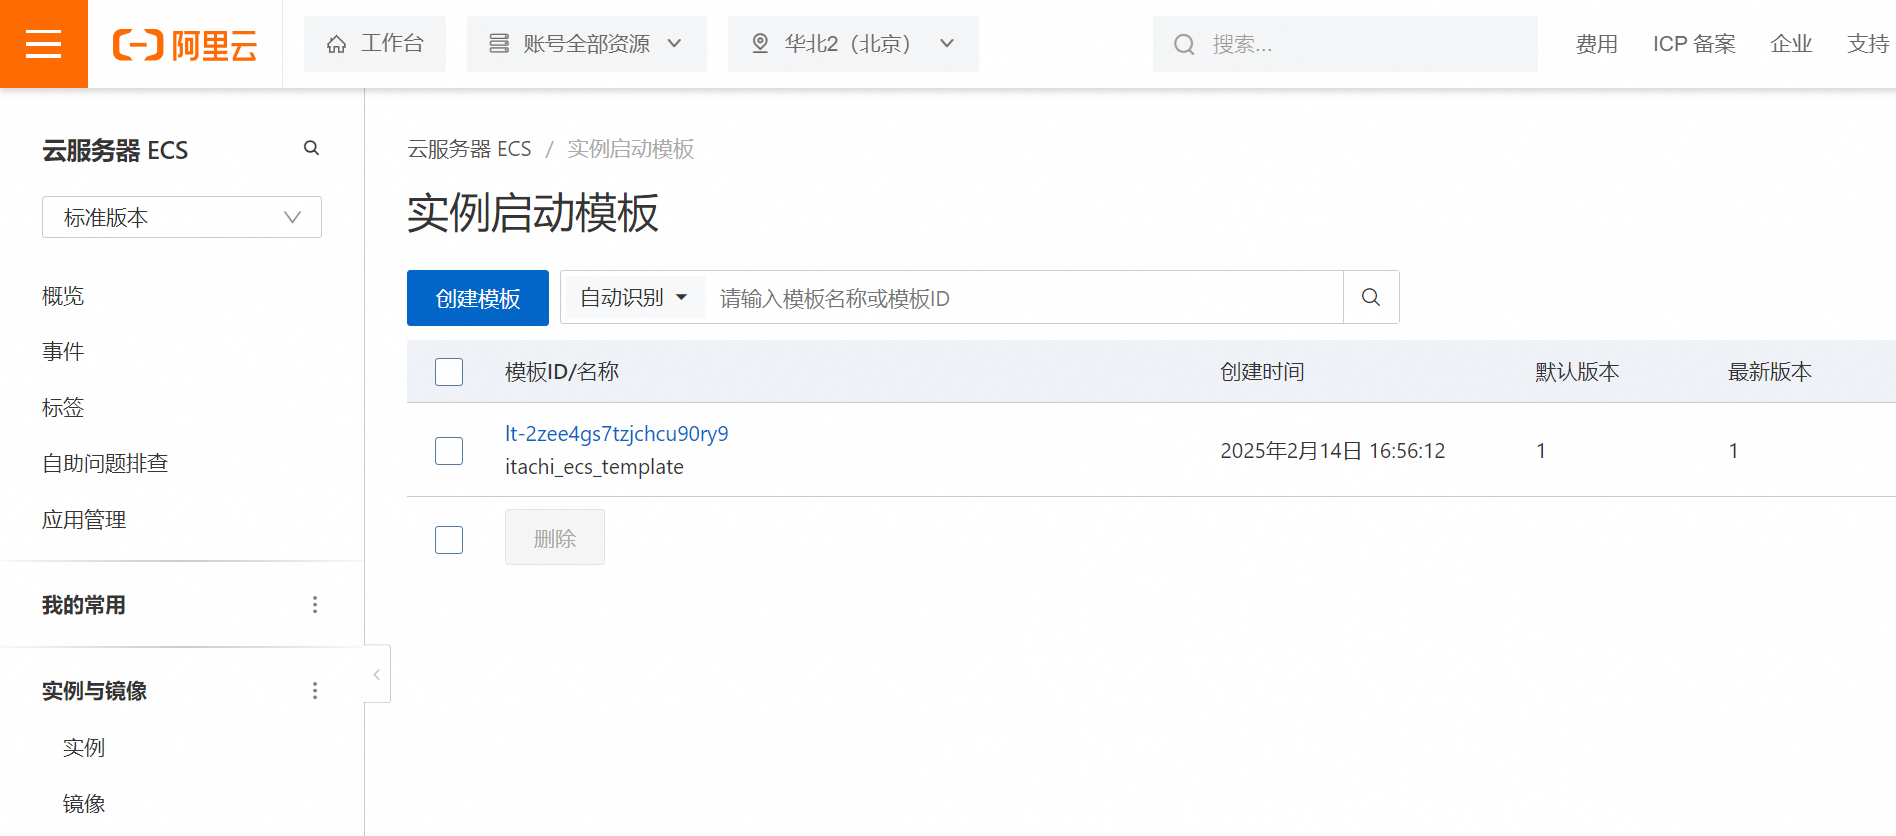 阿里云
工作台
账号全部资源
华北2（北京）
搜索...
费用
ICP 备案
企业
支持
云服务器 ECS
标准版本
概览
事件
标签
自助问题排查
应用管理
我的常用
实例与镜像
实例
镜像
云服务器 ECS / 实例启动模板
实例启动模板
创建模板
自动识别
请输入模板名称或模板ID
模板ID/名称 创建时间 默认版本 最新版本
lt-2zee4gs7tzjchcu90ry9
itachi_ecs_template
2025年2月14日 16:56:12 1 1
删除